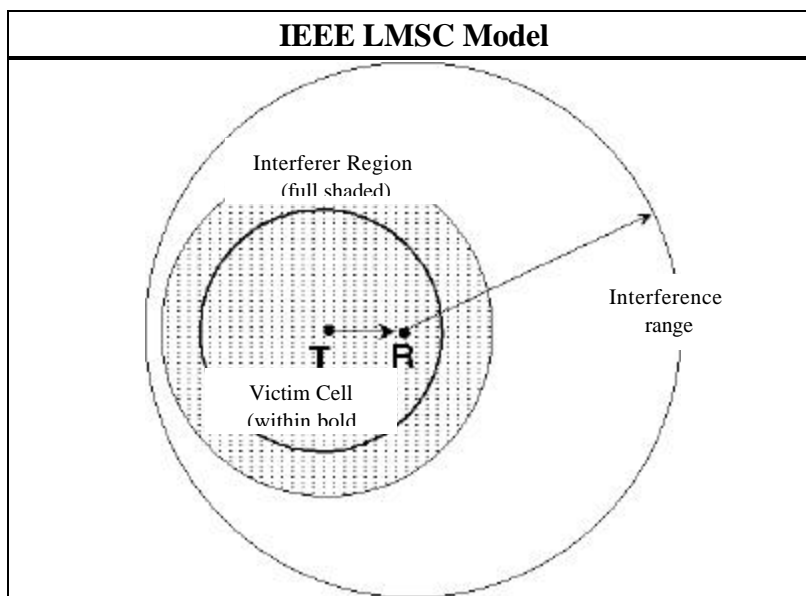 IEEE LMSC Model
Interferer Region
(full shaded)
Interference
range
T R
Victim Cell
(within bold